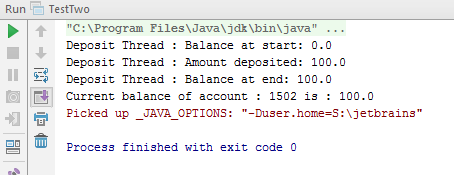 Run TestTwo
"C:\Program Files\Java\jdk\bin\java" ...
Deposit Thread : Balance at start: 0.0
Deposit Thread : Amount deposited: 100.0
Deposit Thread : Balance at end: 100.0
Current balance of account : 1502 is : 100.0
Picked up _JAVA_OPTIONS: "-Duser.home=S:\jetbrains"
Process finished with exit code 0